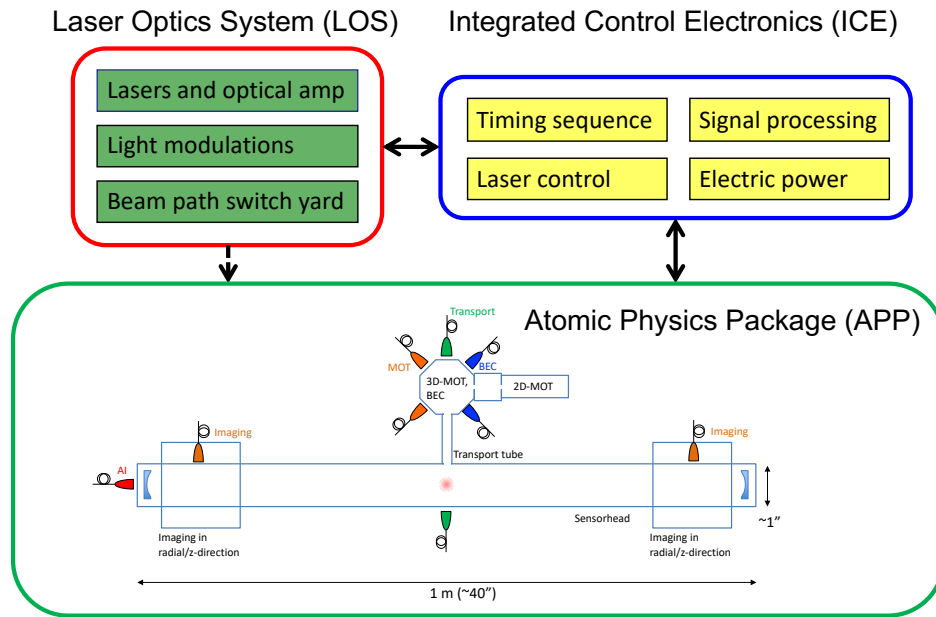 Laser Optics System (LOS)
Integrated Control Electronics (ICE)
Lasers and optical amp
Light modulations
Beam path switch yard
Timing sequence
Signal processing
Laser control
Electric power
Atomic Physics Package (APP)
Transport
MOT
BEC
3D-MOT,
BEC
2D-MOT
Transport tube
Imaging
Imaging
AI
Sensorhead
~1”
Imaging in
radial/z-direction
Imaging in
radial/z-direction
1 m (~40”)